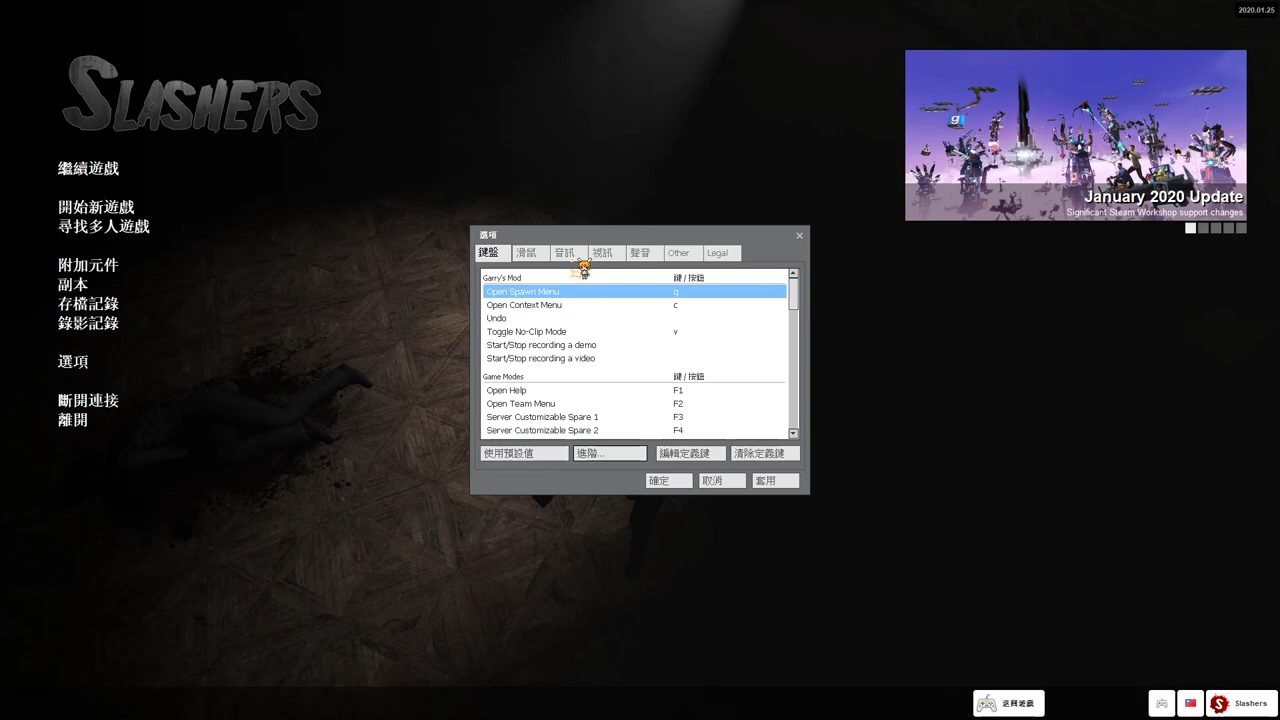 2020.01.25
SLASHERS
繼續遊戲
開始新遊戲
尋找多人遊戲
附加元件
副本
存檔記錄
錄影記錄
選項
斷開連接
離開
January 2020 Update
Significant Steam Workshop support changes
選項
鍵盤 滑鼠 音訊 視訊 聲音 Other Legal
Garry's Mod 鍵 / 按鈕
Open Spawn Menu q
Open Context Menu c
Undo
Toggle No-Clip Mode v
Start/Stop recording a demo
Start/Stop recording a video
Game Modes 鍵 / 按鈕
Open Help F1
Open Team Menu F2
Server Customizable Spare 1 F3
Server Customizable Spare 2 F4
使用預設值 進階... 編輯定義鍵 清除定義鍵
確定 取消 套用
返回遊戲
Slashers